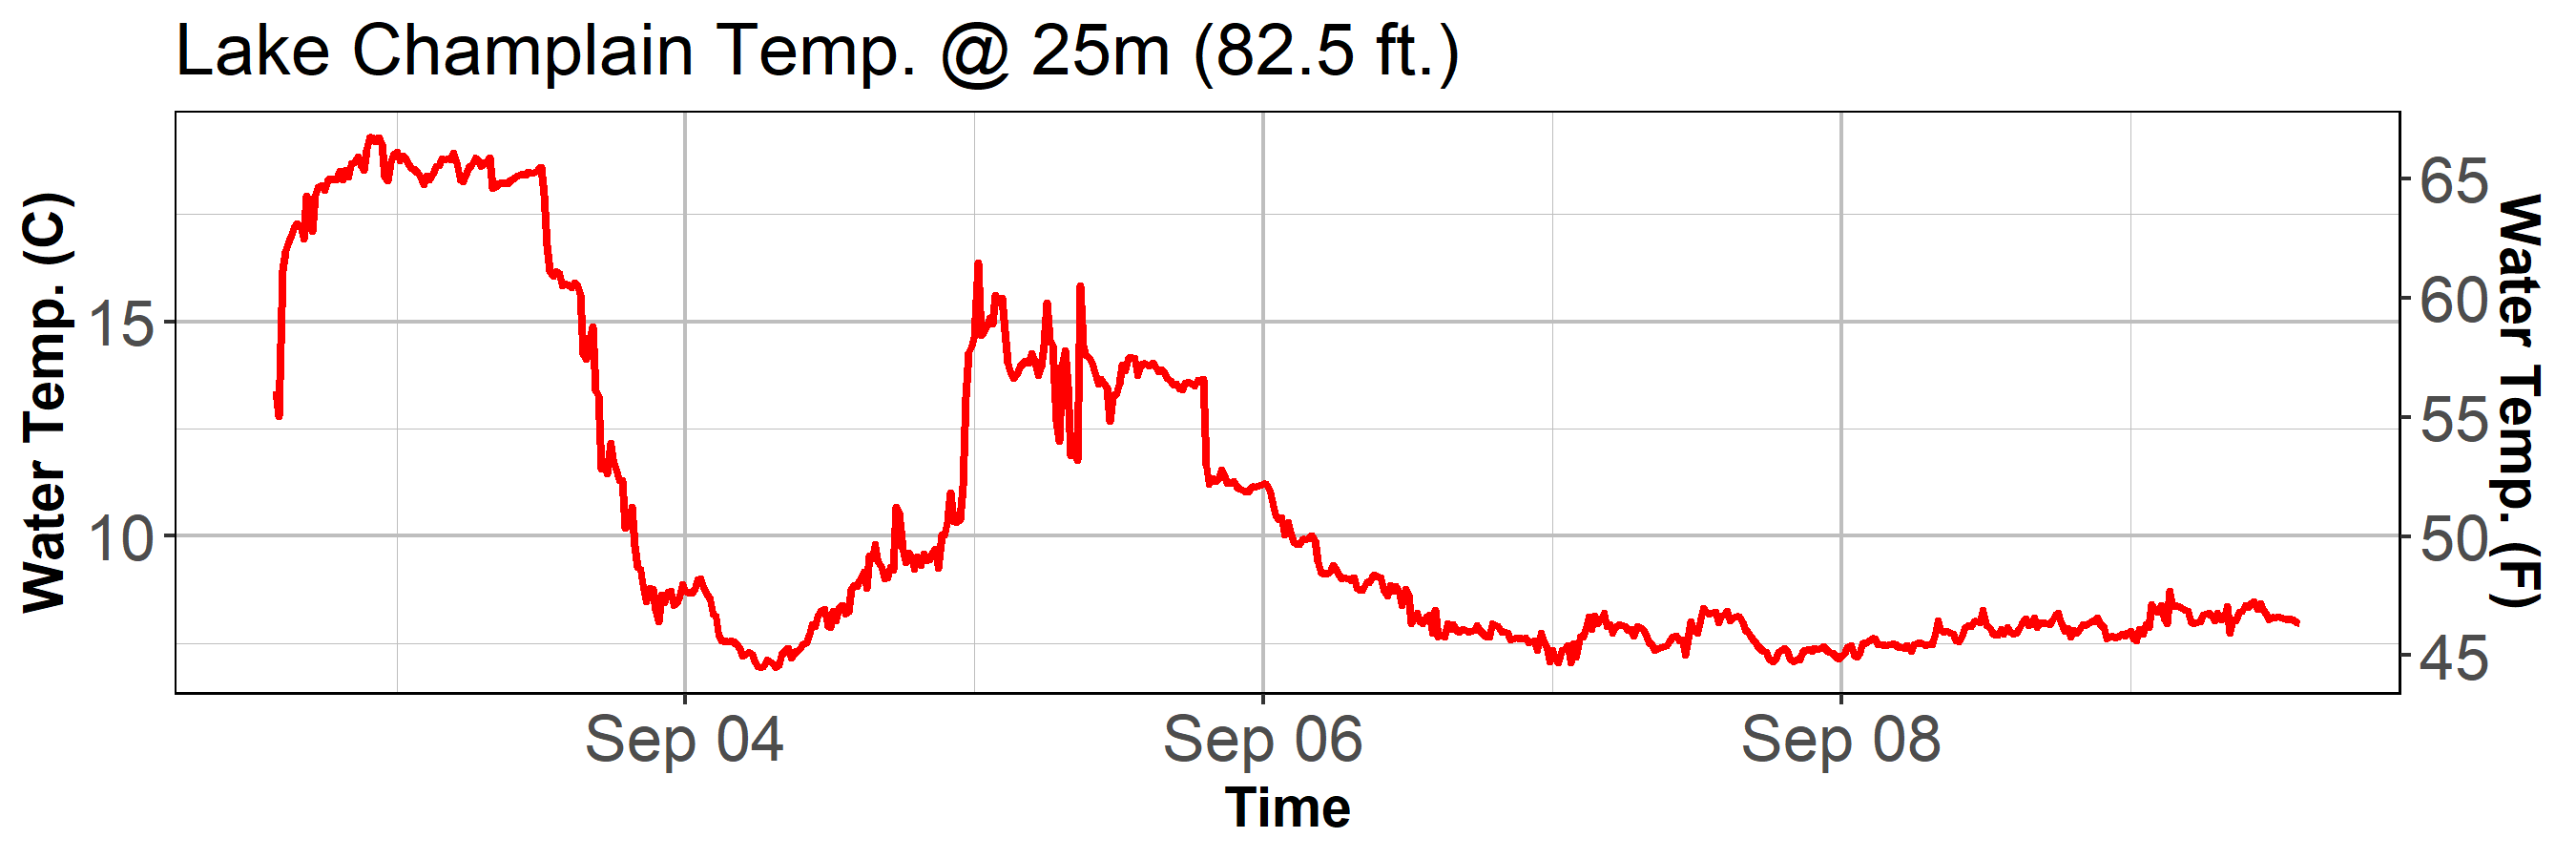 Lake Champlain Temp. @ 25m (82.5 ft.)
Water Temp. (C)
15
10
65
60
55
50
45
Water Temp. (F)
Sep 04
Sep 06
Sep 08
Time